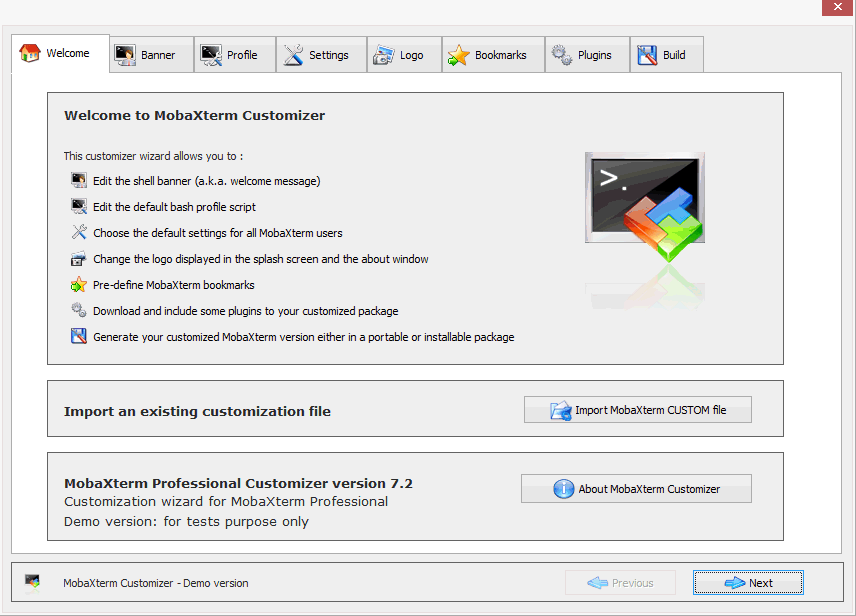 Welcome
Banner
Profile
Settings
Logo
Bookmarks
Plugins
Build
Welcome to MobaXterm Customizer
This customizer wizard allows you to :
Edit the shell banner (a.k.a. welcome message)
Edit the default bash profile script
Choose the default settings for all MobaXterm users
Change the logo displayed in the splash screen and the about window
Pre-define MobaXterm bookmarks
Download and include some plugins to your customized package
Generate your customized MobaXterm version either in a portable or installable package
>.
Import an existing customization file
Import MobaXterm CUSTOM file
MobaXterm Professional Customizer version 7.2
Customization wizard for MobaXterm Professional
Demo version: for tests purpose only
About MobaXterm Customizer
MobaXterm Customizer - Demo version
Previous
Next